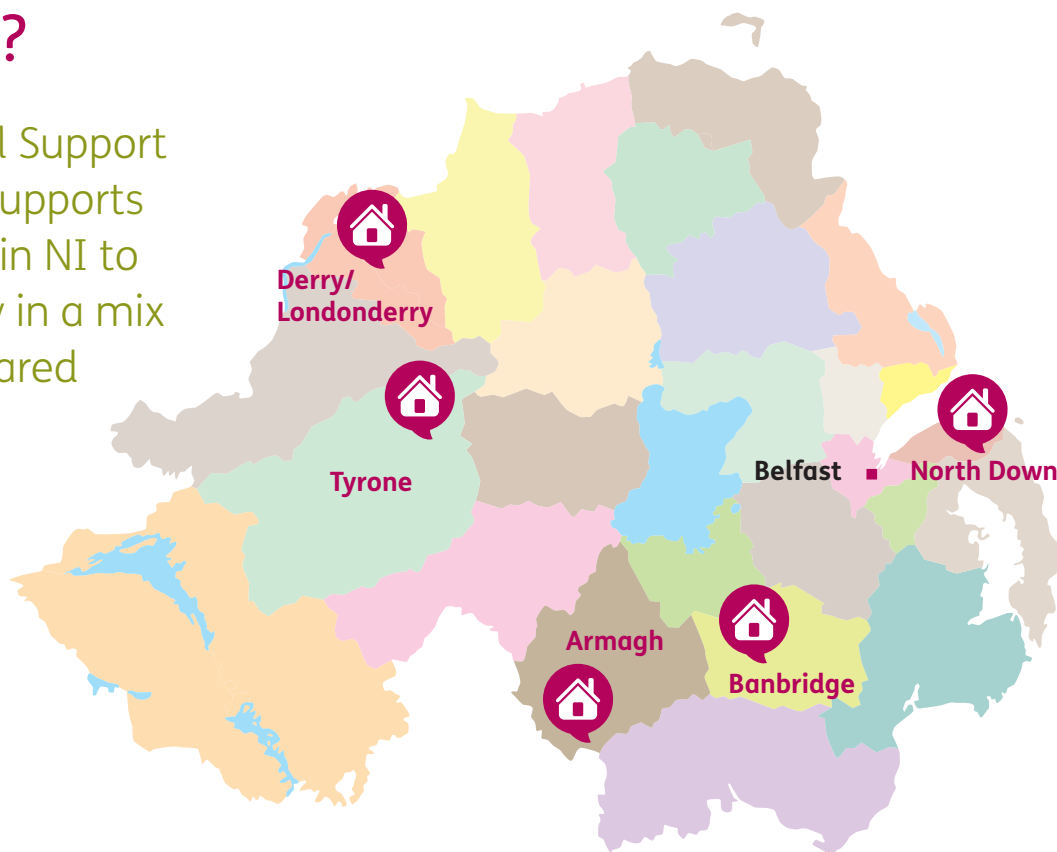 ?
l Support
upports
in NI to
in a mix
ared
Derry/
Londonderry
Tyrone
Belfast
North Down
Armagh
Banbridge